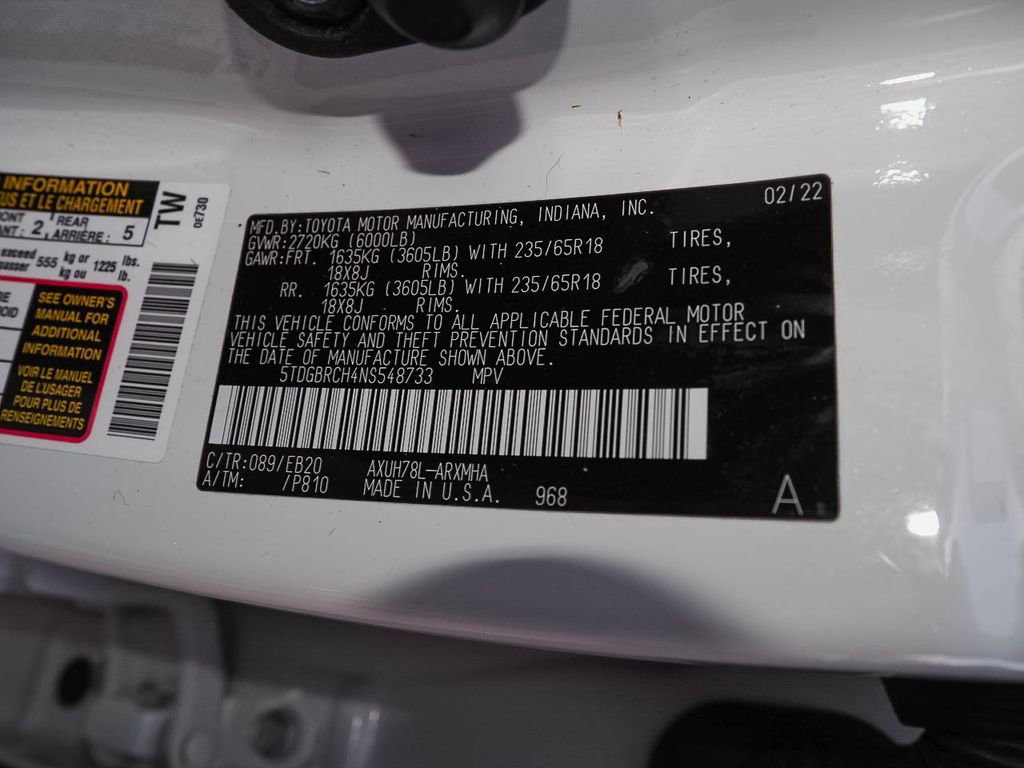 INFORMATION
US ET LE CHARGEMENT
REAR
2 ARRIÈRE: 5
exceed 555 kg or 1225 lbs.
kg ou lb.
TW
0E730
SEE OWNER'S
MANUAL FOR
ADDITIONAL
INFORMATION
VOIR LE MANUEL
DE L'USAGER
POUR PLUS DE
RENSEIGNEMENTS
MFD.BY:TOYOTA MOTOR MANUFACTURING, INDIANA, INC. 02/22
GVWR:2720KG (6000LB)
GAWR:FRT. 1635KG (3605LB) WITH 235/65R18 TIRES,
18X8J RIMS.
RR. 1635KG (3605LB) WITH 235/65R18 TIRES,
18X8J RIMS.
THIS VEHICLE CONFORMS TO ALL APPLICABLE FEDERAL MOTOR
VEHICLE SAFETY AND THEFT PREVENTION STANDARDS IN EFFECT ON
THE DATE OF MANUFACTURE SHOWN ABOVE.
5TDGBRCH4NS548733 MPV
C/TR:089/EB20 AXUH78L-ARXMHA
A/TM: /P810 MADE IN U.S.A. 968 A